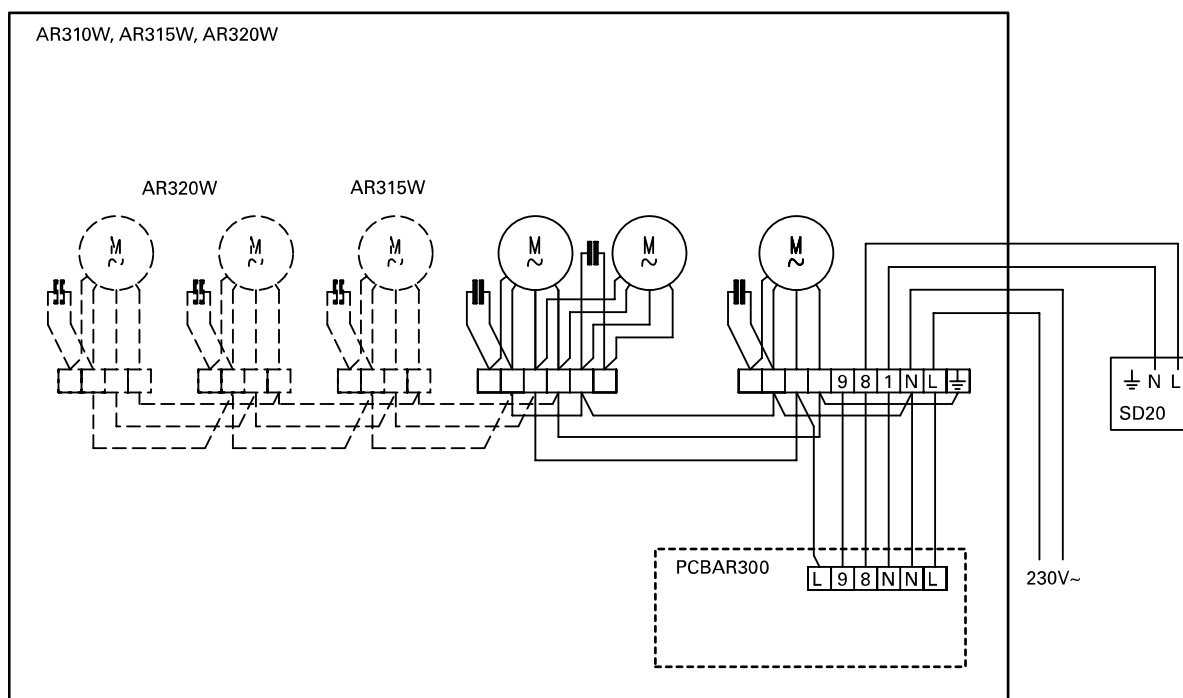 AR310W, AR315W, AR320W
AR320W
AR315W
M
~
M
~
M
~
M
~
M
~
M
~
9 8 1 N L ⏚
⏚ N L
SD20
PCBAR300
L 9 8 N N L
230V~